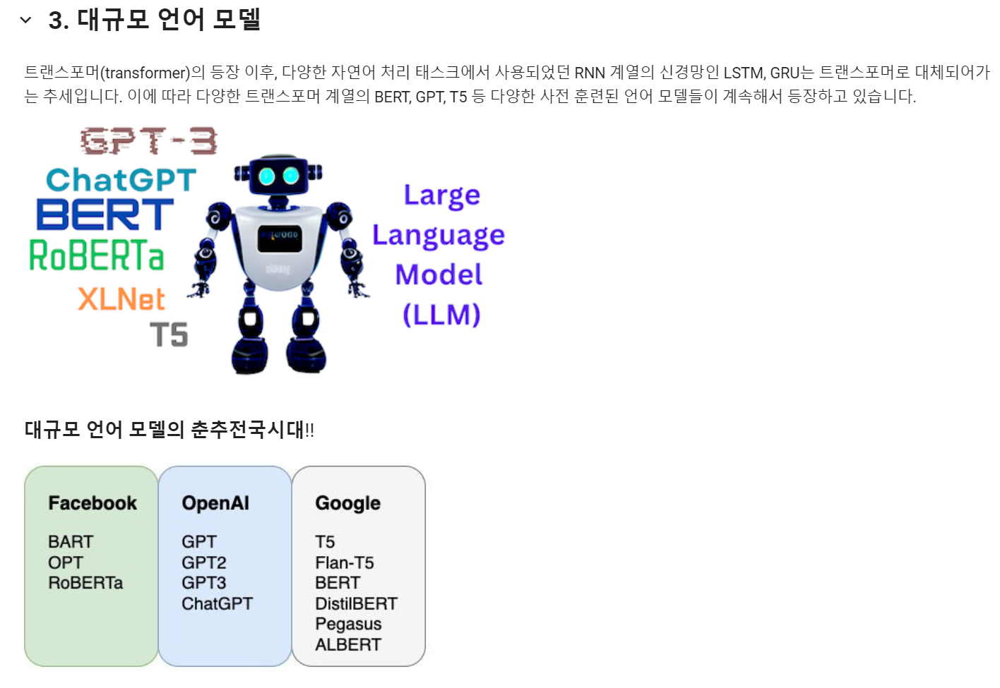 3. 대규모 언어 모델
트랜스포머(transformer)의 등장 이후, 다양한 자연어 처리 태스크에서 사용되었던 RNN 계열의 신경망인 LSTM, GRU는 트랜스포머로 대체되어가
는 추세입니다. 이에 따라 다양한 트랜스포머 계열의 BERT, GPT, T5 등 다양한 사전 훈련된 언어 모델들이 계속해서 등장하고 있습니다.
GPT-3
ChatGPT
BERT
RoBERTa
XLNet
T5
Large
Language
Model
(LLM)
대규모 언어 모델의 춘추전국시대!!
Facebook
BART
OPT
RoBERTa
OpenAI
GPT
GPT2
GPT3
ChatGPT
Google
T5
Flan-T5
BERT
DistilBERT
Pegasus
ALBERT